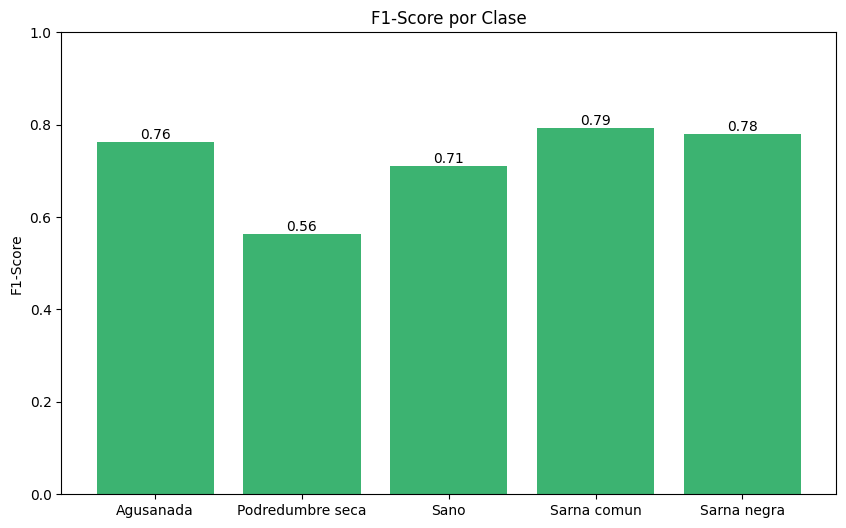 F1-Score por Clase
1.0
0.8
0.6
0.4
0.2
0.0
F1-Score
0.76
0.56
0.71
0.79
0.78
Agusanada
Podredumbre seca
Sano
Sarna comun
Sarna negra